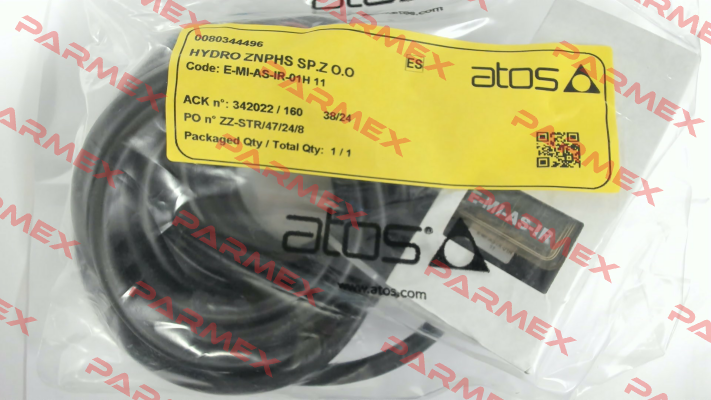 atos
0080344496
HYDRO ZNPHS SP.Z O.O
Code: E-MI-AS-IR-01H 11
ES
atos
ACK n°: 342022 / 160 38/24
PO n° ZZ-STR/47/24/8
Packaged Qty / Total Qty: 1 / 1
E-MI-AS-IR
atos®
www.atos.com
PARMEX
PARMEX
PARMEX
PARMEX
PARMEX
PARMEX
PARMEX
PARMEX
PARMEX